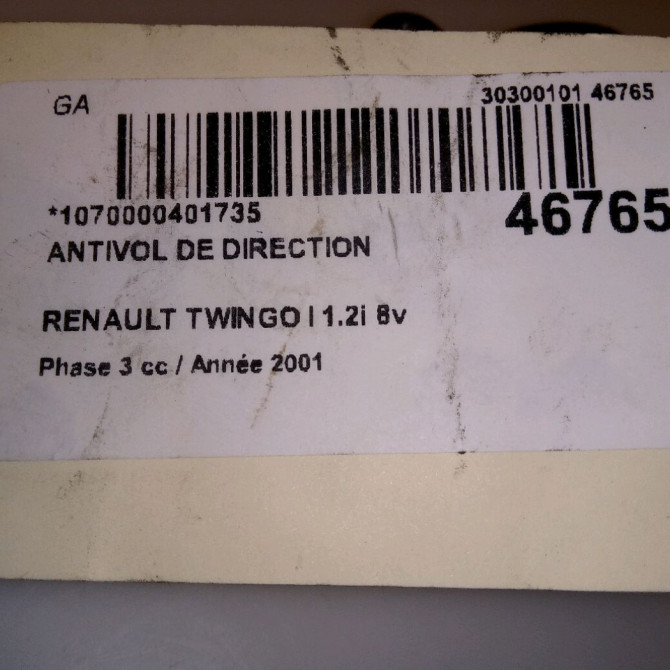 GA
30300101 46765
*1070000401735
46765
ANTIVOL DE DIRECTION
RENAULT TWINGO I 1.2i 8v
Phase 3 cc / Année 2001